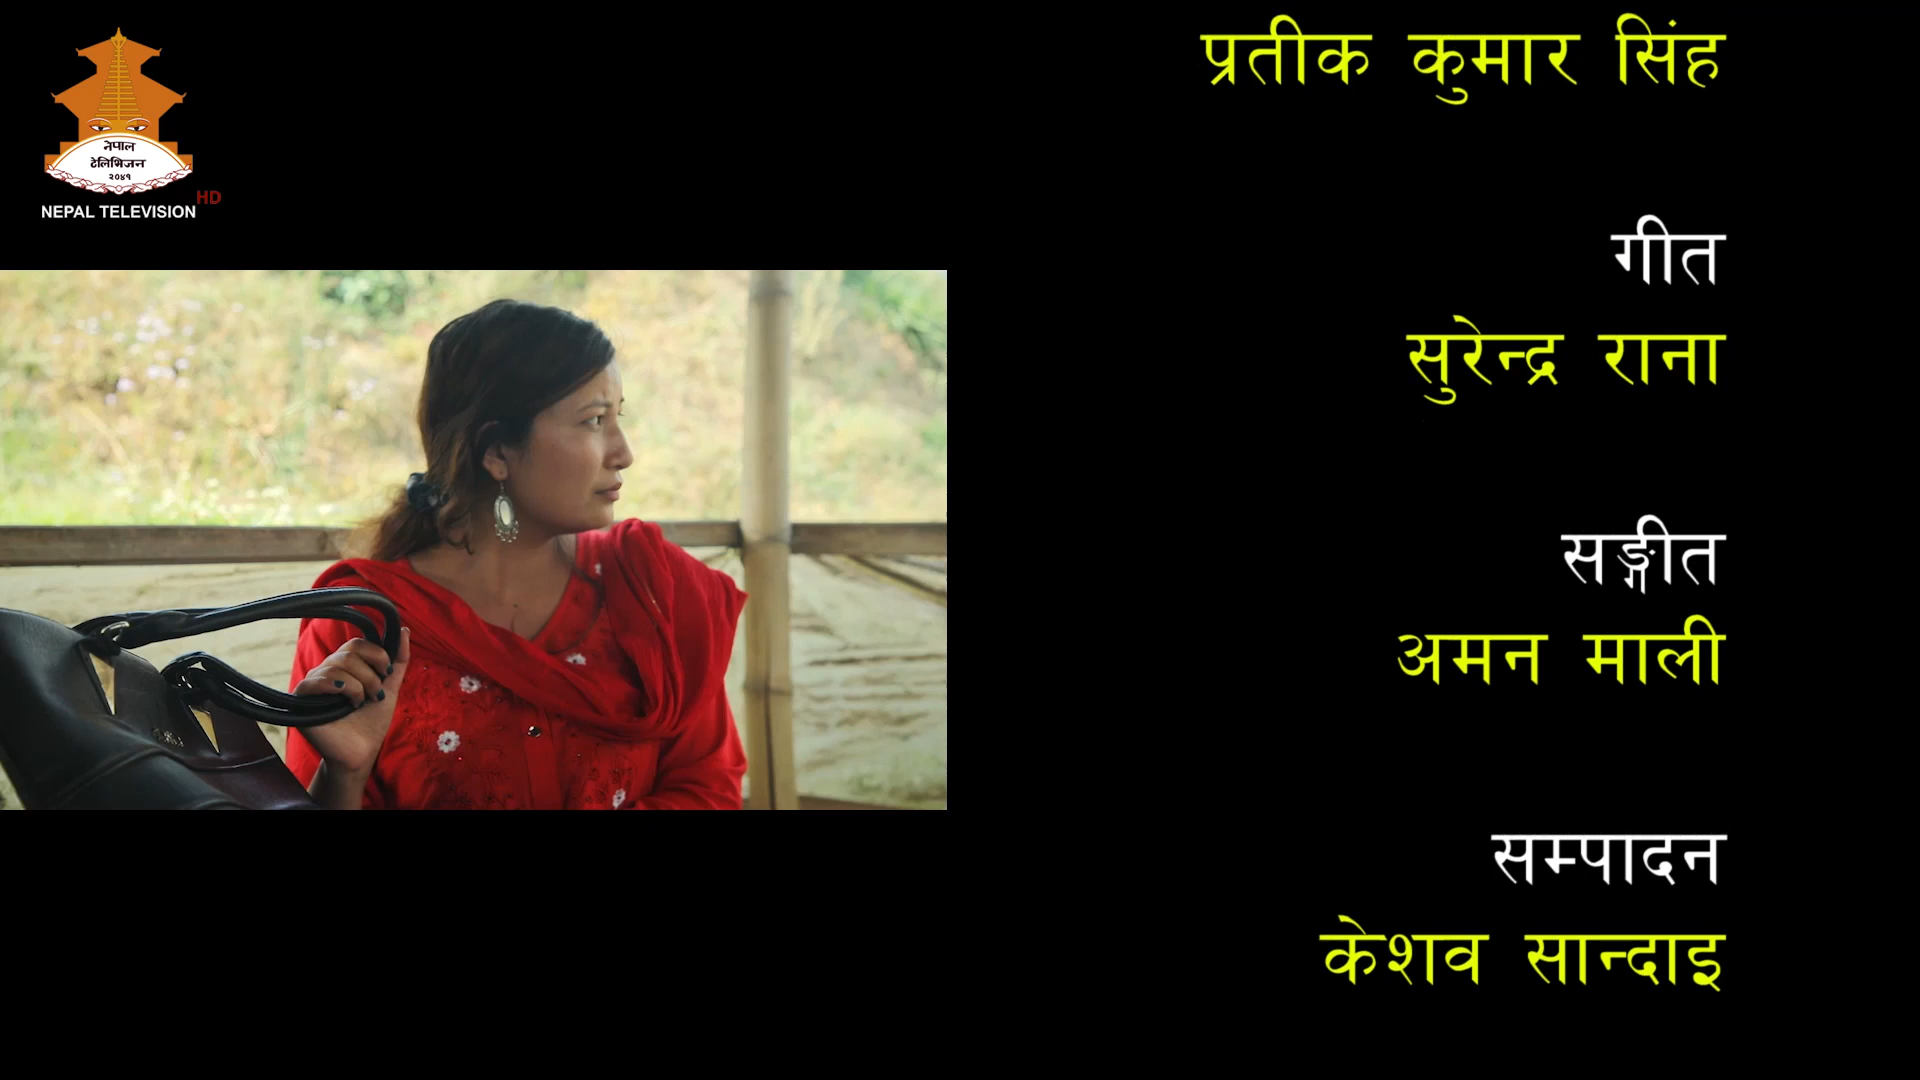 नेपाल
टेलिभिजन
२०४१
HD
NEPAL TELEVISION
प्रतीक कुमार सिंह
गीत
सुरेन्द्र राना
सङ्गीत
अमन माली
सम्पादन
केशव सान्दाइ